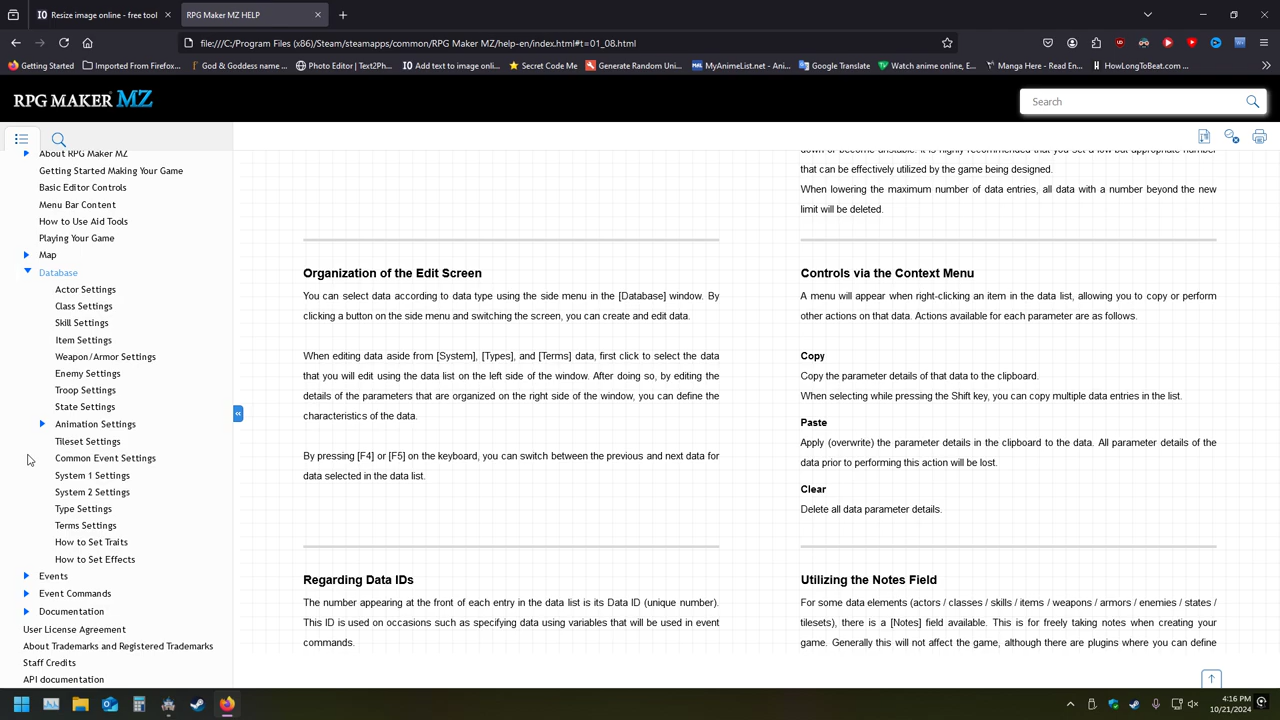 Resize image online - free tool
RPG Maker MZ HELP
file:///C:/Program Files (x86)/Steam/steamapps/common/RPG Maker MZ/help-en/index.html#t=01_08.html
Getting Started
Imported From Firefox...
God & Goddess name ...
Photo Editor | Text2Ph...
Add text to image onli...
Secret Code Me
Generate Random Uni...
MyAnimeList.net - Ani...
Google Translate
Watch anime online, E...
Manga Here - Read En...
HowLongToBeat.com ...
RPG MAKER MZ
Search
About RPG Maker MZ
Getting Started Making Your Game
Basic Editor Controls
Menu Bar Content
How to Use Aid Tools
Playing Your Game
Map
Database
Actor Settings
Class Settings
Skill Settings
Item Settings
Weapon/Armor Settings
Enemy Settings
Troop Settings
State Settings
Animation Settings
Tileset Settings
Common Event Settings
System 1 Settings
System 2 Settings
Type Settings
Terms Settings
How to Set Traits
How to Set Effects
Events
Event Commands
Documentation
User License Agreement
About Trademarks and Registered Trademarks
Staff Credits
API documentation
Organization of the Edit Screen
You can select data according to data type using the side menu in the [Database] window. By
clicking a button on the side menu and switching the screen, you can create and edit data.
When editing data aside from [System], [Types], and [Terms] data, first click to select the data
that you will edit using the data list on the left side of the window. After doing so, by editing the
details of the parameters that are organized on the right side of the window, you can define the
characteristics of the data.
By pressing [F4] or [F5] on the keyboard, you can switch between the previous and next data for
data selected in the data list.
Regarding Data IDs
The number appearing at the front of each entry in the data list is its Data ID (unique number).
This ID is used on occasions such as specifying data using variables that will be used in event
commands.
down or become unstable. It is highly recommended that you set a low but appropriate number
that can be effectively utilized by the game being designed.
When lowering the maximum number of data entries, all data with a number beyond the new
limit will be deleted.
Controls via the Context Menu
A menu will appear when right-clicking an item in the data list, allowing you to copy or perform
other actions on that data. Actions available for each parameter are as follows.
Copy
Copy the parameter details of that data to the clipboard.
When selecting while pressing the Shift key, you can copy multiple data entries in the list.
Paste
Apply (overwrite) the parameter details in the clipboard to the data. All parameter details of the
data prior to performing this action will be lost.
Clear
Delete all data parameter details.
Utilizing the Notes Field
For some data elements (actors / classes / skills / items / weapons / armors / enemies / states /
tilesets), there is a [Notes] field available. This is for freely taking notes when creating your
game. Generally this will not affect the game, although there are plugins where you can define
4:16 PM
10/21/2024